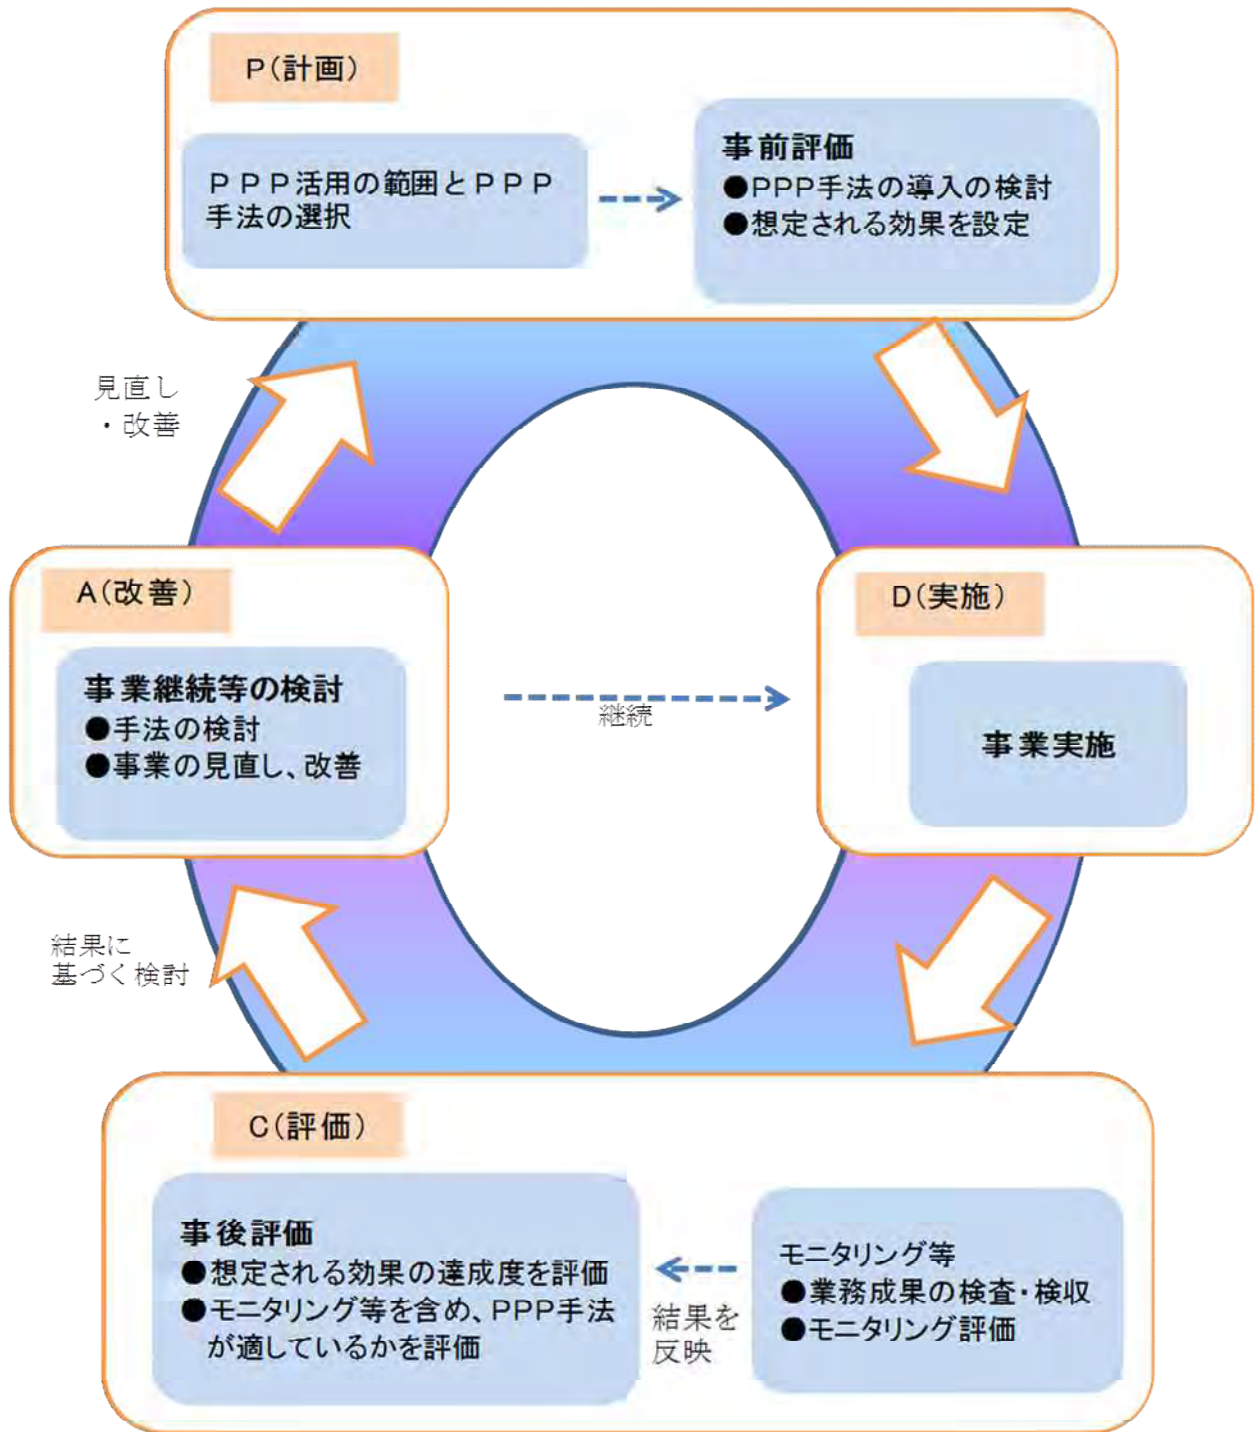 P(計画)
PPP活用の範囲とPPP
手法の選択
事前評価
●PPP手法の導入の検討
●想定される効果を設定
見直し
・改善
A(改善)
事業継続等の検討
●手法の検討
●事業の見直し、改善
継続
D(実施)
事業実施
結果に
基づく検討
C(評価)
事後評価
●想定される効果の達成度を評価
●モニタリング等を含め、PPP手法
が適しているかを評価
結果を
反映
モニタリング等
●業務成果の検査・検収
●モニタリング評価